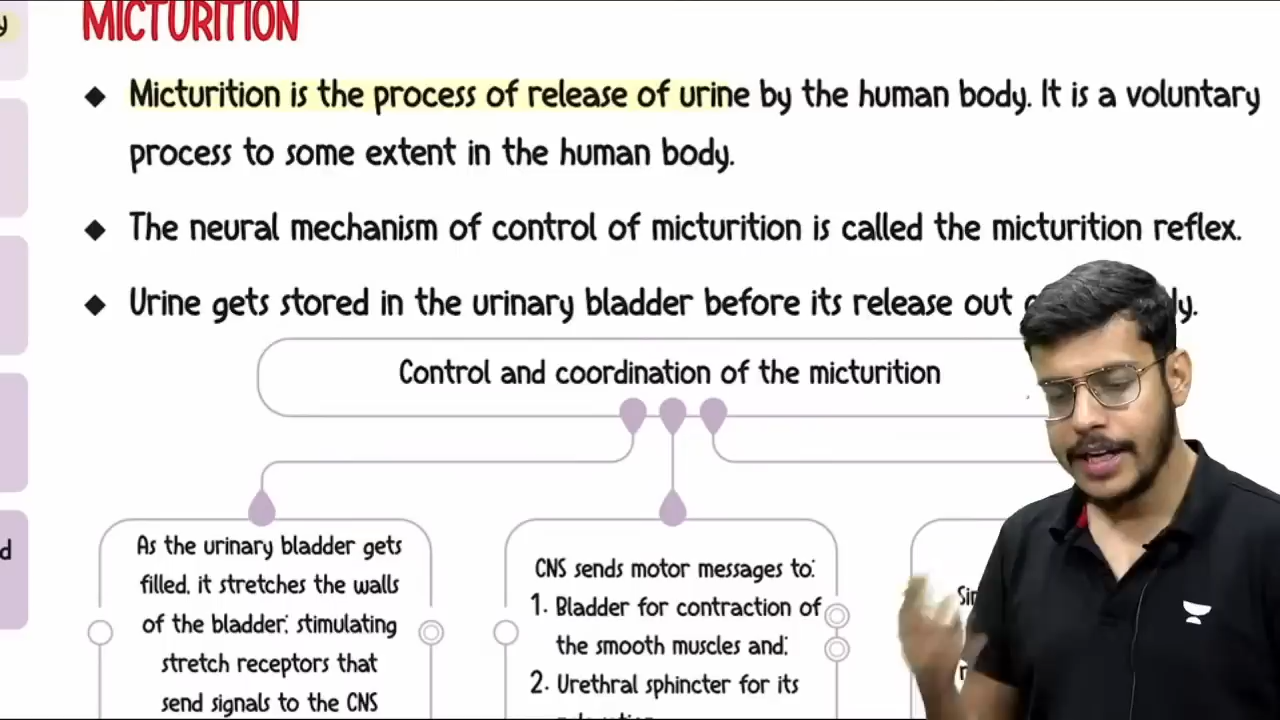 y
MICTURITION
◆ Micturition is the process of release of urine by the human body. It is a voluntary
process to some extent in the human body.
◆ The neural mechanism of control of micturition is called the micturition reflex.
◆ Urine gets stored in the urinary bladder before its release out
Control and coordination of the micturition
As the urinary bladder gets
filled, it stretches the walls
of the bladder; stimulating
stretch receptors that
send signals to the CNS
CNS sends motor messages to:
1. Bladder for contraction of
the smooth muscles and;
2. Urethral sphincter for its
d